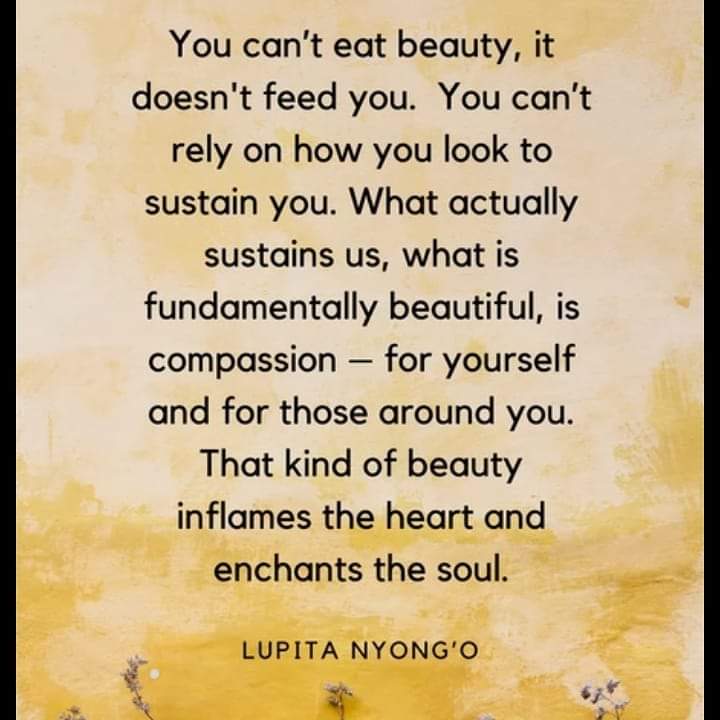 You can’t eat beauty, it
doesn't feed you.  You can’t
rely on how you look to
sustain you. What actually
sustains us, what is
fundamentally beautiful, is
compassion – for yourself
and for those around you.
That kind of beauty
inflames the heart and
enchants the soul.
LUPITA NYONG’O